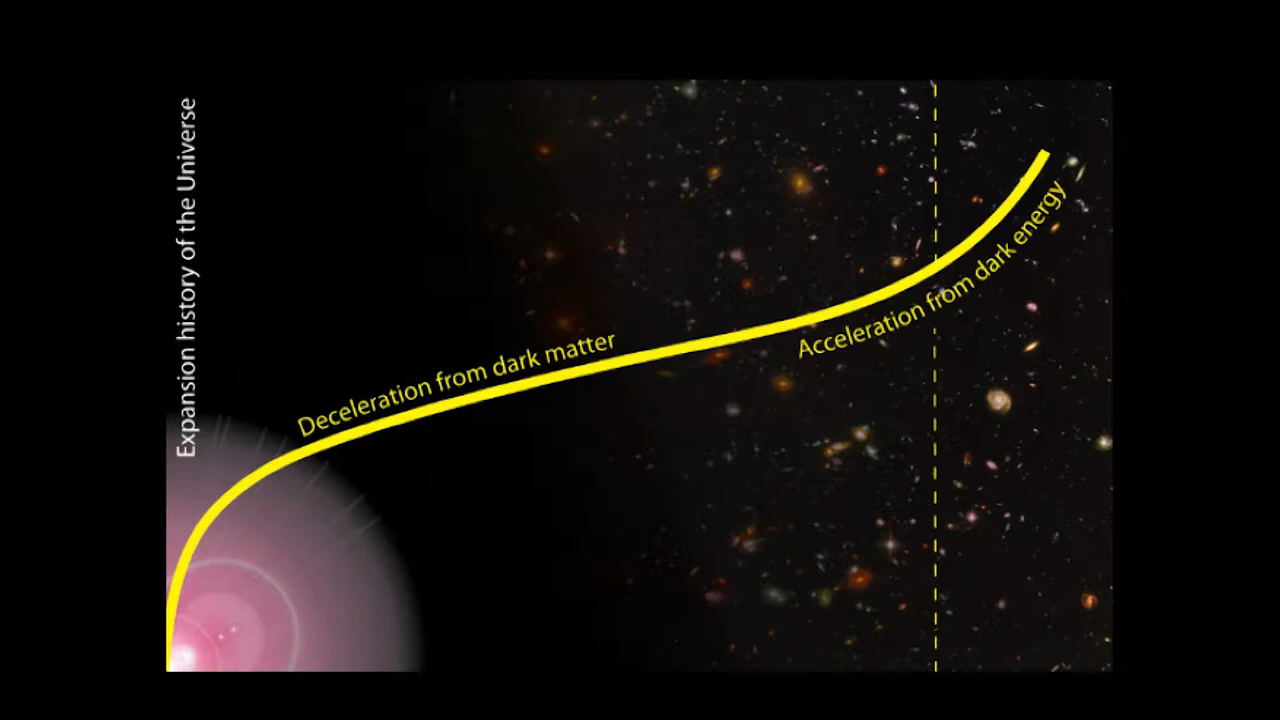 Expansion history of the Universe
Deceleration from dark matter
Acceleration from dark energy